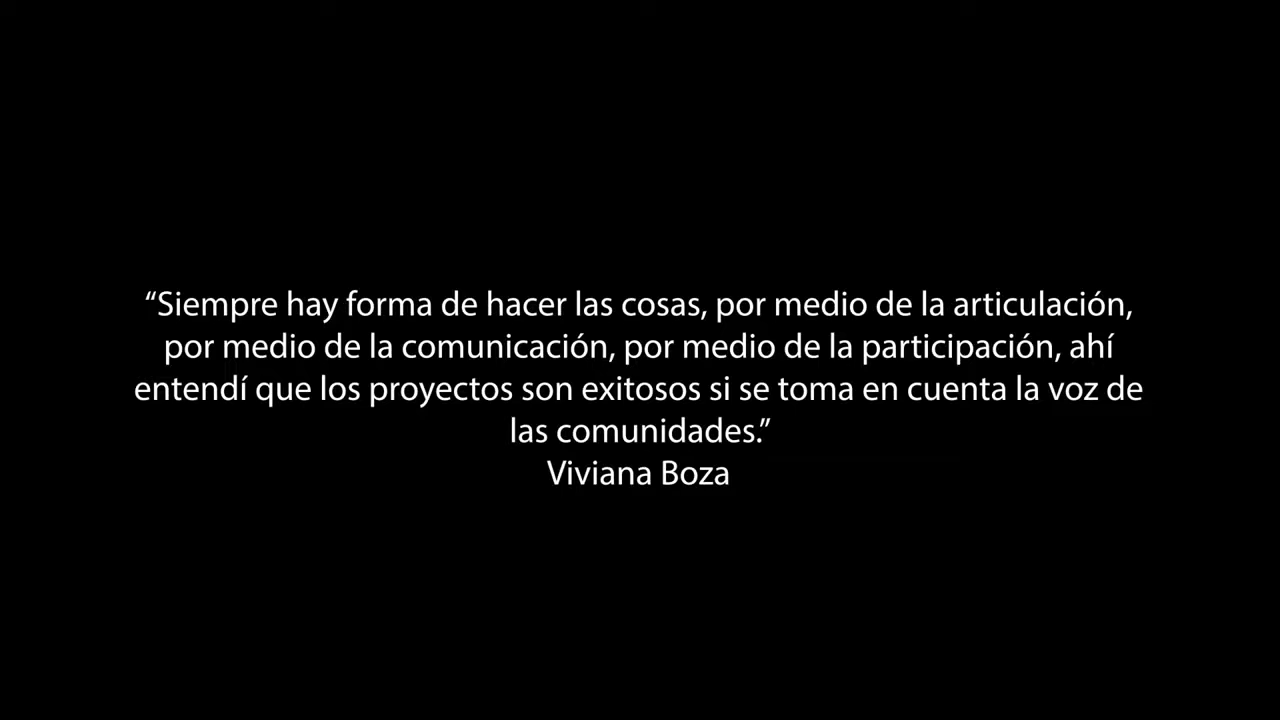 “Siempre hay forma de hacer las cosas, por medio de la articulación,
por medio de la comunicación, por medio de la participación, ahí
entendí que los proyectos son exitosos si se toma en cuenta la voz de
las comunidades.”
Viviana Boza